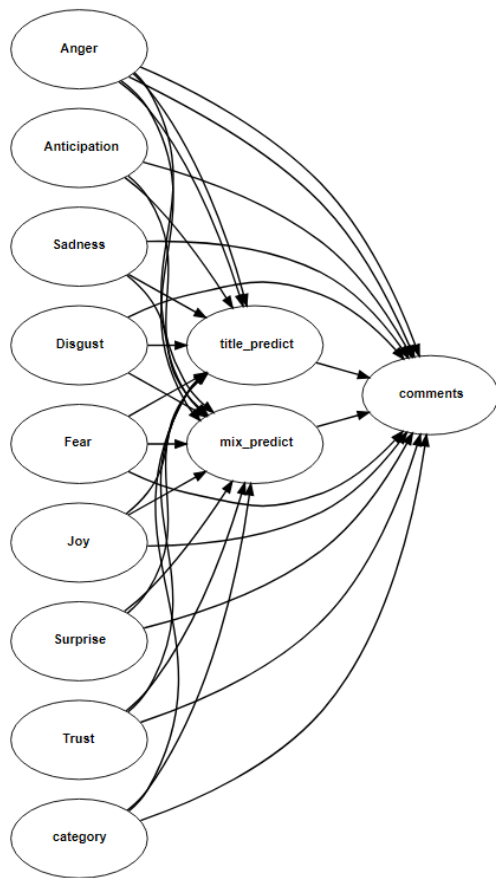 Anger
Anticipation
Sadness
Disgust
title_predict
comments
Fear
mix_predict
Joy
Surprise
Trust
category